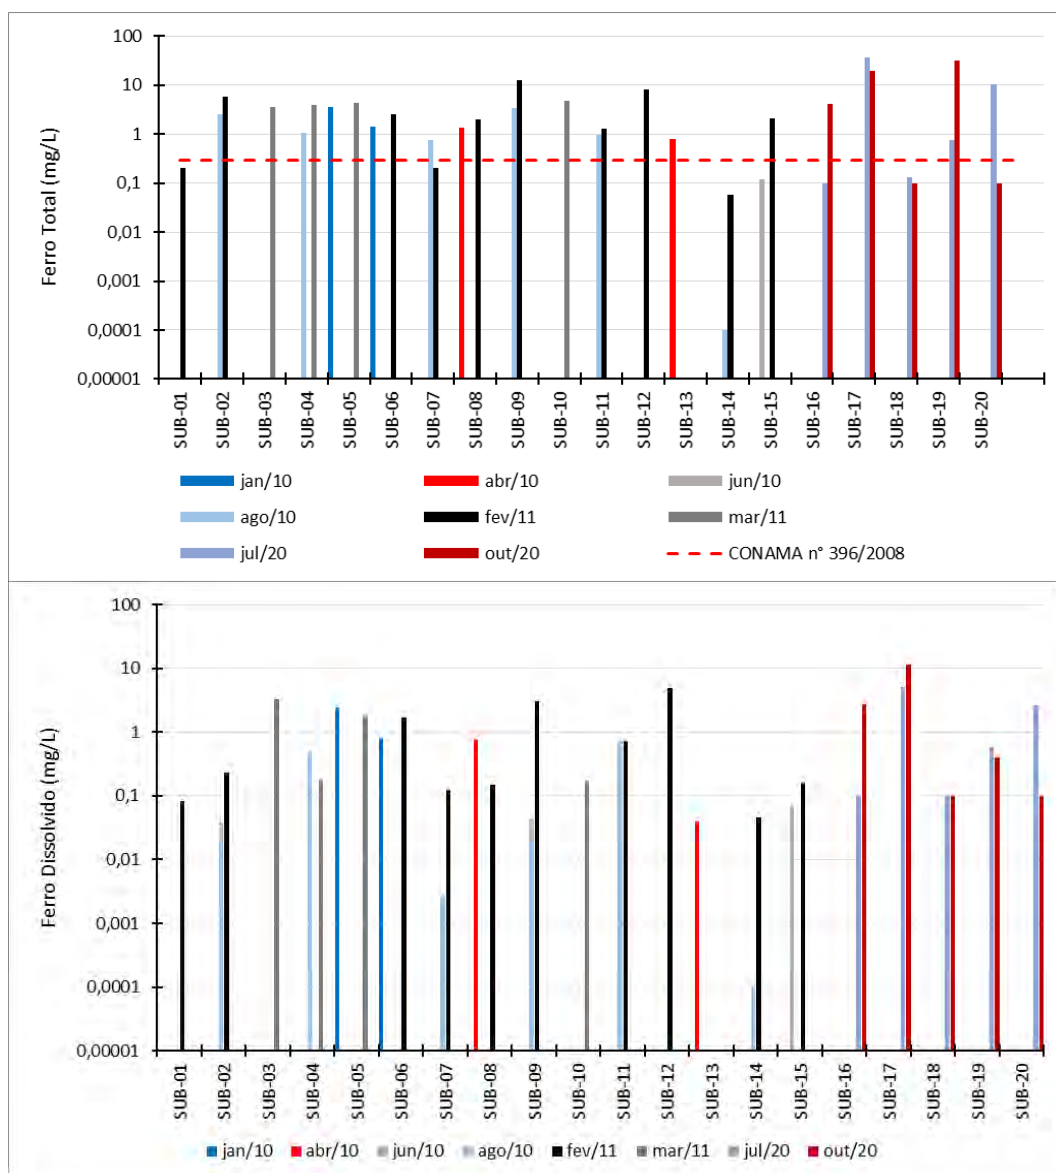 Ferro Total (mg/L)
100
10
1
0,1
0,01
0,001
0,0001
0,00001
SUB-01 SUB-02 SUB-03 SUB-04 SUB-05 SUB-06 SUB-07 SUB-08 SUB-09 SUB-10 SUB-11 SUB-12 SUB-13 SUB-14 SUB-15 SUB-16 SUB-17 SUB-18 SUB-19 SUB-20
jan/10 abr/10 jun/10
ago/10 fev/11 mar/11
jul/20 out/20 CONAMA n° 396/2008
Ferro Dissolvido (mg/L)
100
10
1
0,1
0,01
0,001
0,0001
0,00001
SUB-01 SUB-02 SUB-03 SUB-04 SUB-05 SUB-06 SUB-07 SUB-08 SUB-09 SUB-10 SUB-11 SUB-12 SUB-13 SUB-14 SUB-15 SUB-16 SUB-17 SUB-18 SUB-19 SUB-20
jan/10 abr/10 jun/10 ago/10 fev/11 mar/11 jul/20 out/20